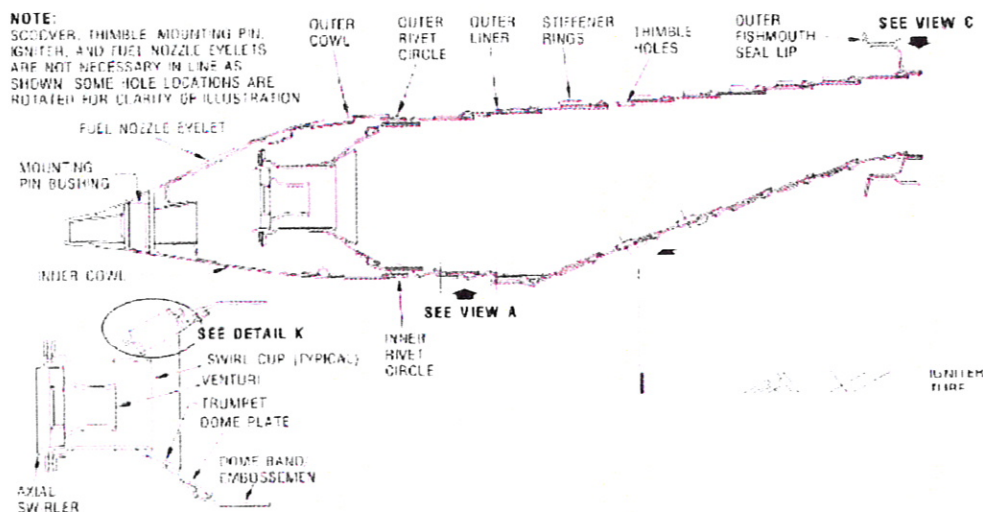 NOTE:
SCOOVER, THIMBLE, MOUNTING PIN,
IGNITER, AND FUEL NOZZLE EYELETS
ARE NOT NECESSARY IN LINE AS
SHOWN. SOME HOLE LOCATIONS ARE
ROTATED FOR CLARITY OF ILLUSTRATION
OUTER
COWL
OUTER
RIVET
CIRCLE
OUTER
LINER
STIFFENER
RINGS
THIMBLE
HOLES
OUTER
FISHMOUTH
SEAL LIP
SEE VIEW C
FUEL NOZZLE EYELET
MOUNTING
PIN BUSHING
INNER COWL
SEE VIEW A
INNER
RIVET
CIRCLE
SEE DETAIL K
SWIRL CUP (TYPICAL)
VENTURI
TRUMPET
DOME PLATE
DOME BAND
EMBOSSEMEN
AXIAL
SWIRLER
IGNITER
TUBE